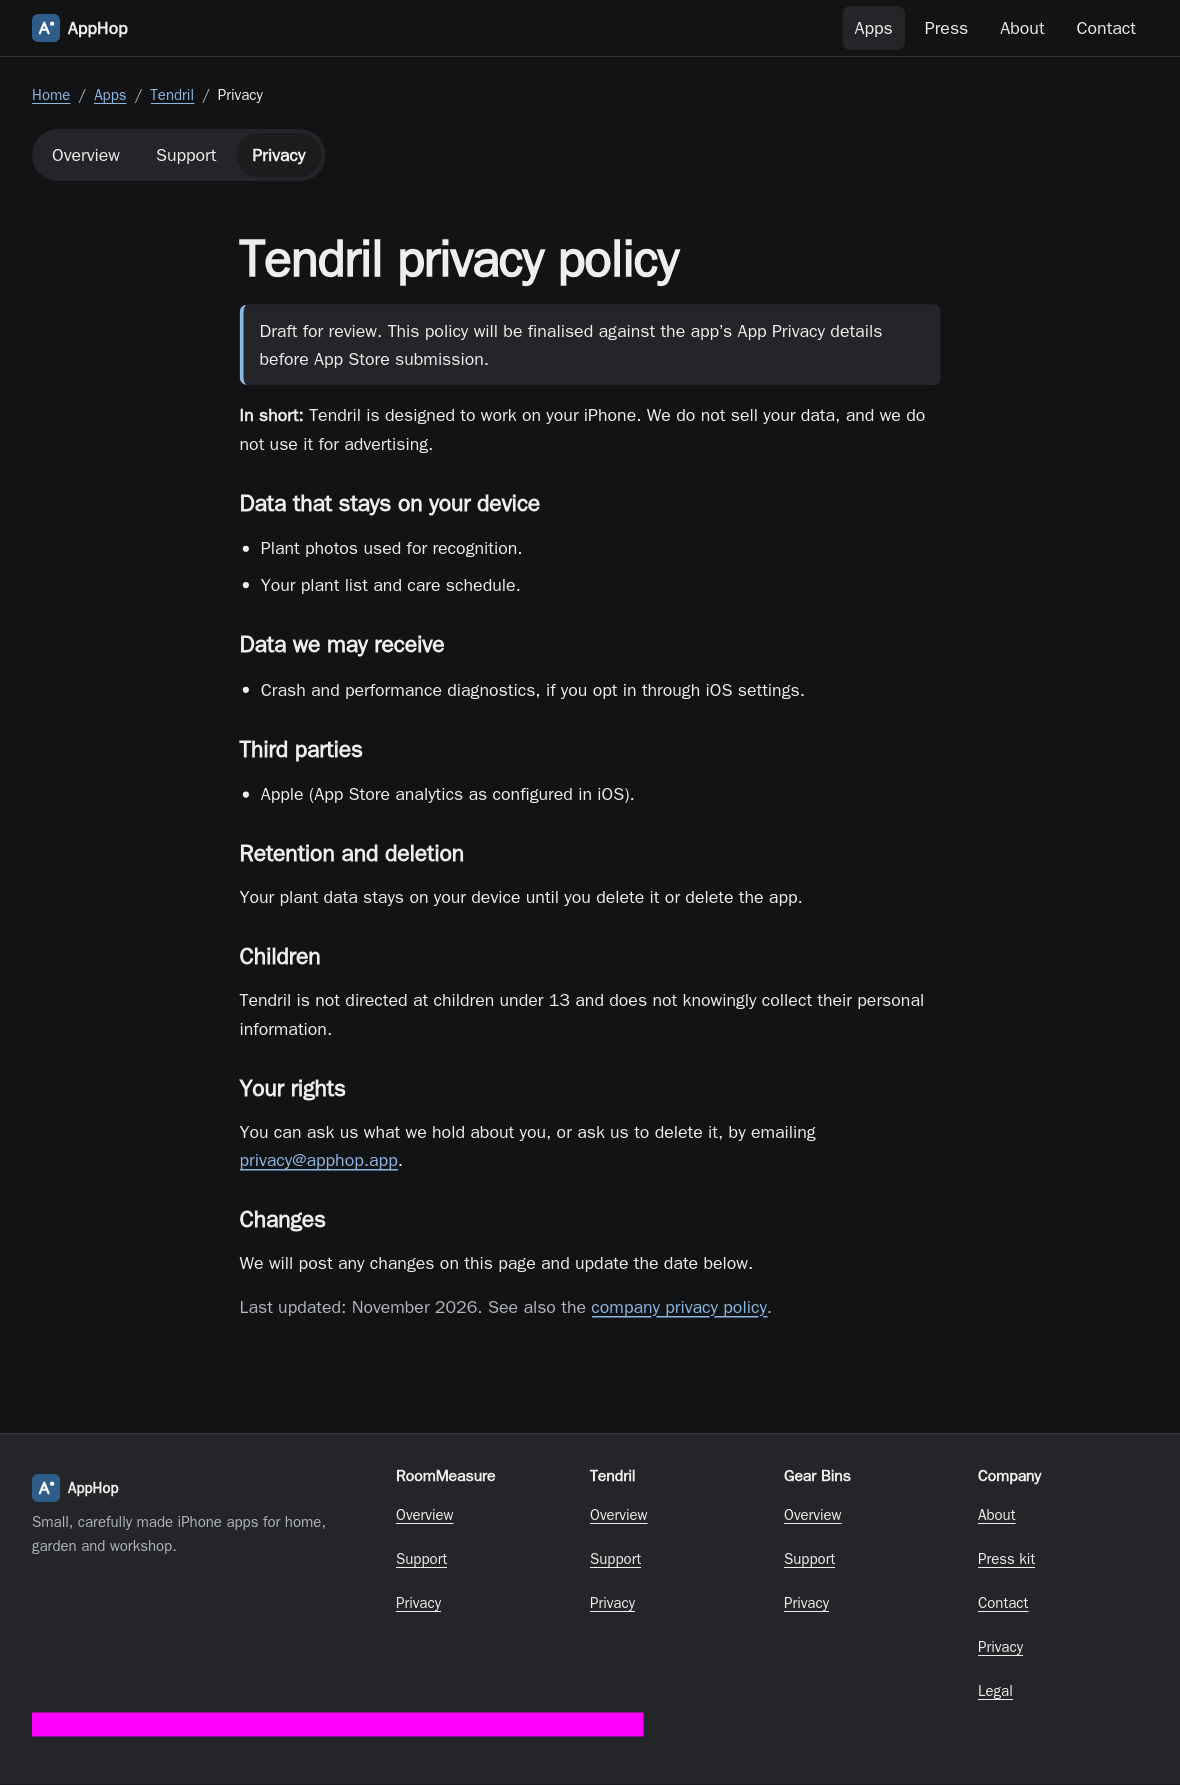 AppHop
Apps Press About Contact
Home / Apps / Tendril / Privacy
Overview Support Privacy
Tendril privacy policy
Draft for review. This policy will be finalised against the app's App Privacy details
before App Store submission.
In short: Tendril is designed to work on your iPhone. We do not sell your data, and we do
not use it for advertising.
Data that stays on your device
• Plant photos used for recognition.
• Your plant list and care schedule.
Data we may receive
• Crash and performance diagnostics, if you opt in through iOS settings.
Third parties
• Apple (App Store analytics as configured in iOS).
Retention and deletion
Your plant data stays on your device until you delete it or delete the app.
Children
Tendril is not directed at children under 13 and does not knowingly collect their personal
information.
Your rights
You can ask us what we hold about you, or ask us to delete it, by emailing
privacy@apphop.app.
Changes
We will post any changes on this page and update the date below.
Last updated: November 2026. See also the company privacy policy.
AppHop
Small, carefully made iPhone apps for home,
garden and workshop.
RoomMeasure
Overview
Support
Privacy
Tendril
Overview
Support
Privacy
Gear Bins
Overview
Support
Privacy
Company
About
Press kit
Contact
Privacy
Legal